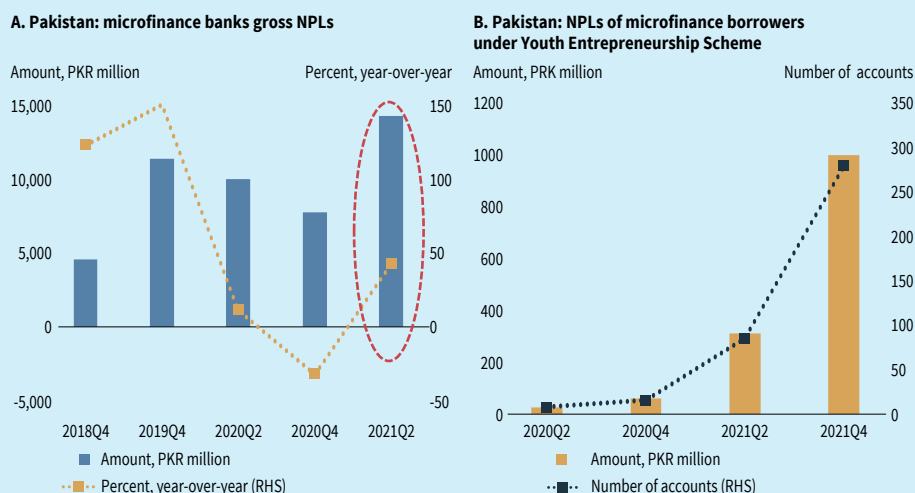 A. Pakistan: microfinance banks gross NPLs
Amount, PKR million
Percent, year-over-year
15,000
10,000
5,000
0
-5,000
150
100
50
0
-50
2018Q4
2019Q4
2020Q2
2020Q4
2021Q2
Amount, PKR million
Percent, year-over-year (RHS)
B. Pakistan: NPLs of microfinance borrowers
under Youth Entrepreneurship Scheme
Amount, PRK million
Number of accounts
1200
1000
800
600
400
200
0
350
300
250
200
150
100
50
0
2020Q2
2020Q4
2021Q2
2021Q4
Amount, PKR million
Number of accounts (RHS)